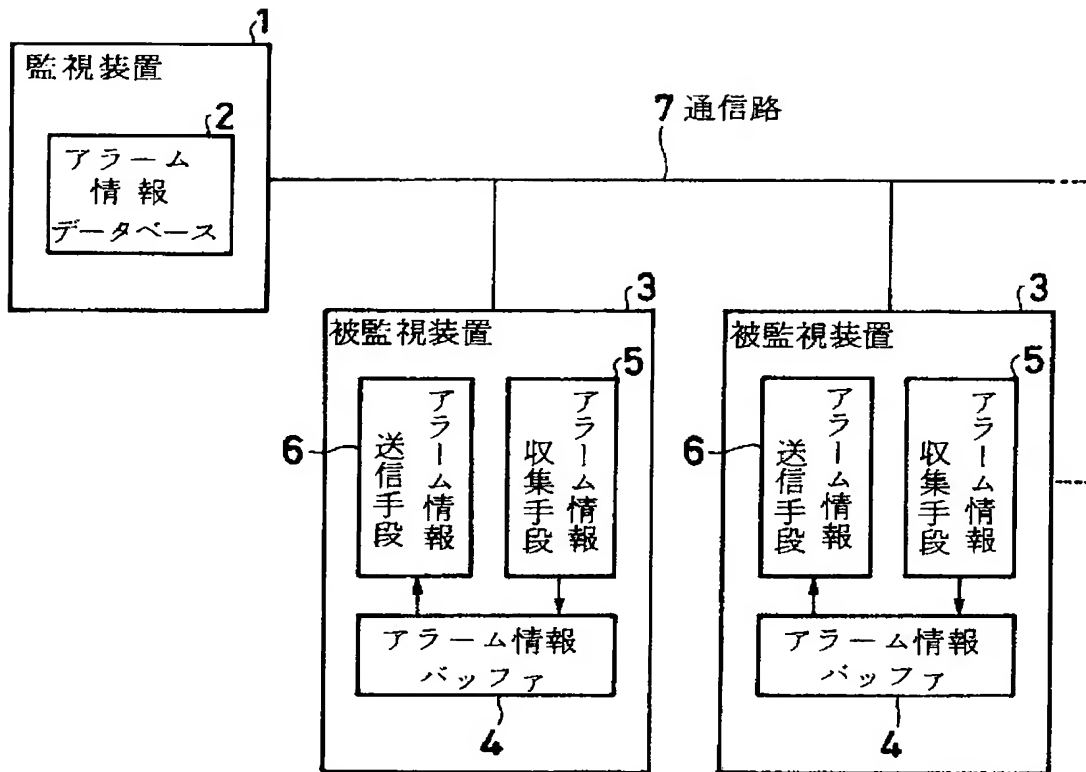 1
監視装置
2
アラーム
情報
データベース
7 通信路
3
被監視装置
5
6
アラーム情報
送信手段
アラーム情報
収集手段
アラーム情報
バッファ
4
3
被監視装置
5
6
アラーム情報
送信手段
アラーム情報
収集手段
アラーム情報
バッファ
4